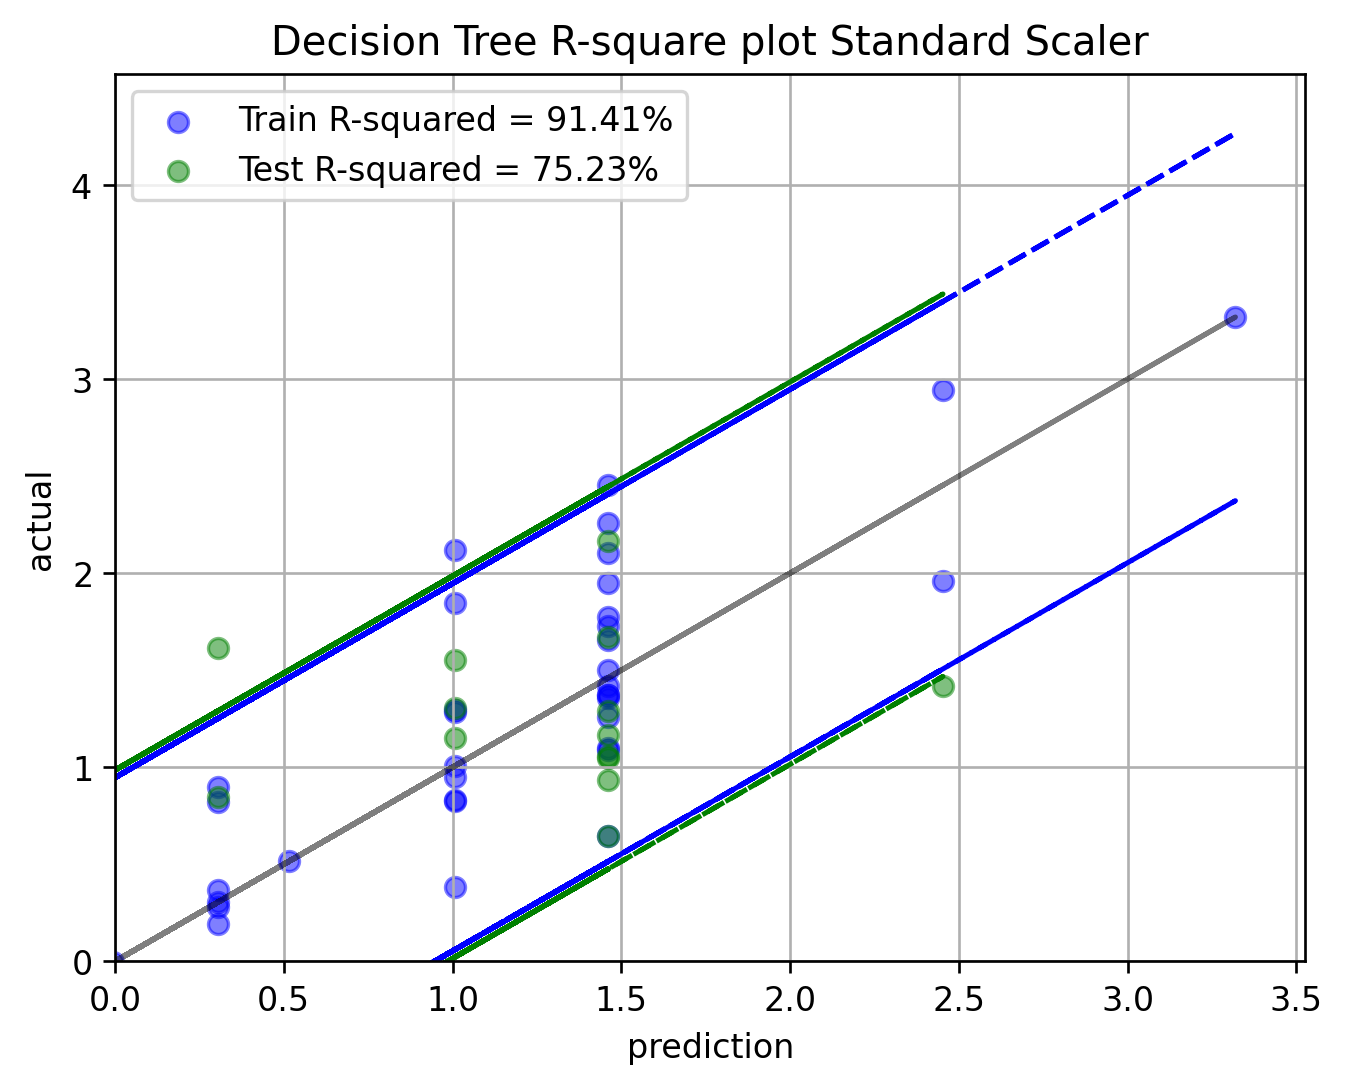 Decision Tree R-square plot Standard Scaler
Train R-squared = 91.41%
Test R-squared = 75.23%
actual
4
3
2
1
0
0.0 0.5 1.0 1.5 2.0 2.5 3.0 3.5
prediction